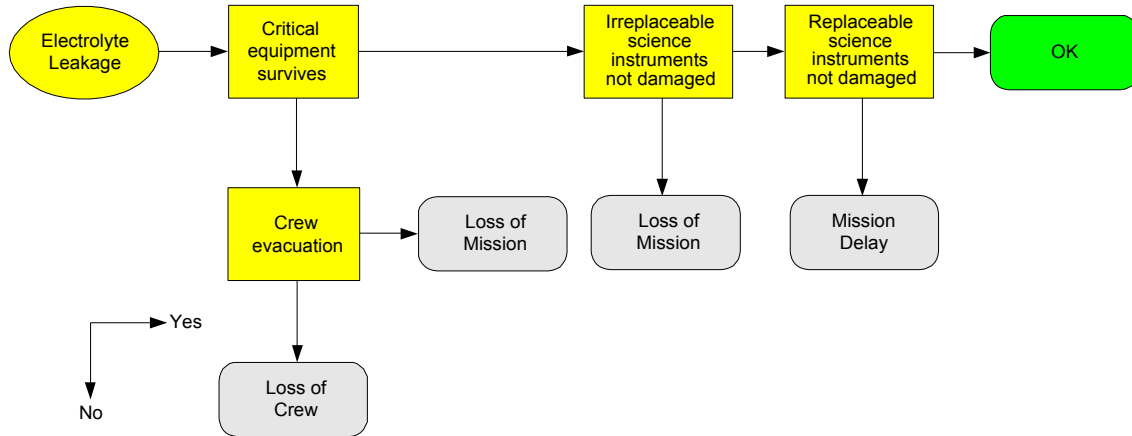 Electrolyte
Leakage
Critical
equipment
survives
Irreplaceable
science
instruments
not damaged
Replaceable
science
instruments
not damaged
OK
Crew
evacuation
Loss of
Mission
Loss of
Mission
Mission
Delay
Yes
No
Loss of
Crew